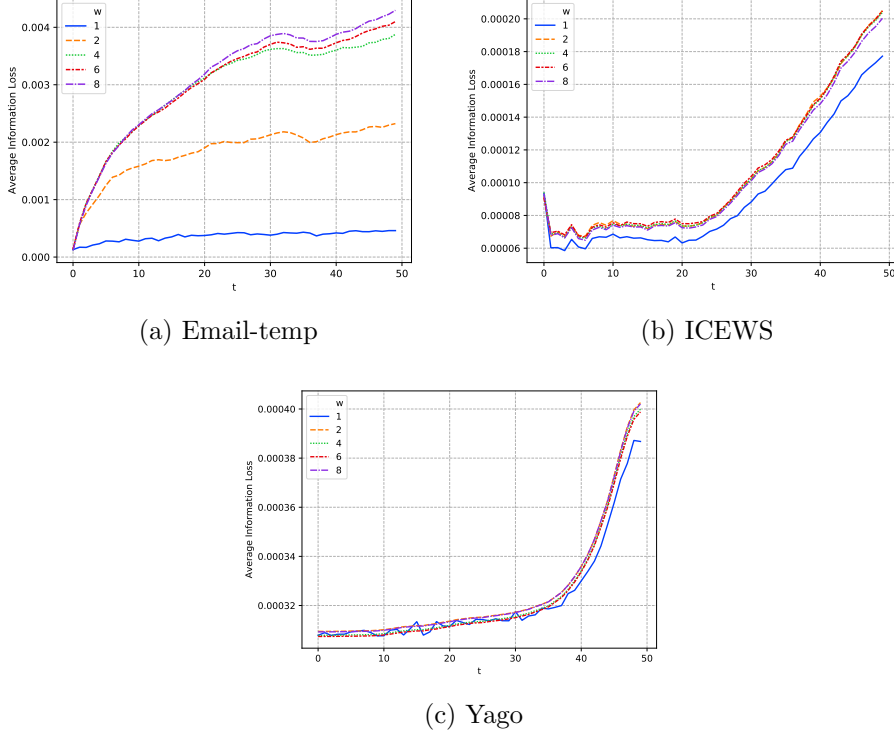 w
1
2
4
6
8
0.004
0.003
0.002
0.001
0.000
Average Information Loss
0 10 20 30 40 50
t
(a) Email-temp
w
1
2
4
6
8
0.00020
0.00018
0.00016
0.00014
0.00012
0.00010
0.00008
0.00006
Average Information Loss
0 10 20 30 40 50
t
(b) ICEWS
w
1
2
4
6
8
0.00040
0.00038
0.00036
0.00034
0.00032
Average Information Loss
0 10 20 30 40 50
t
(c) Yago